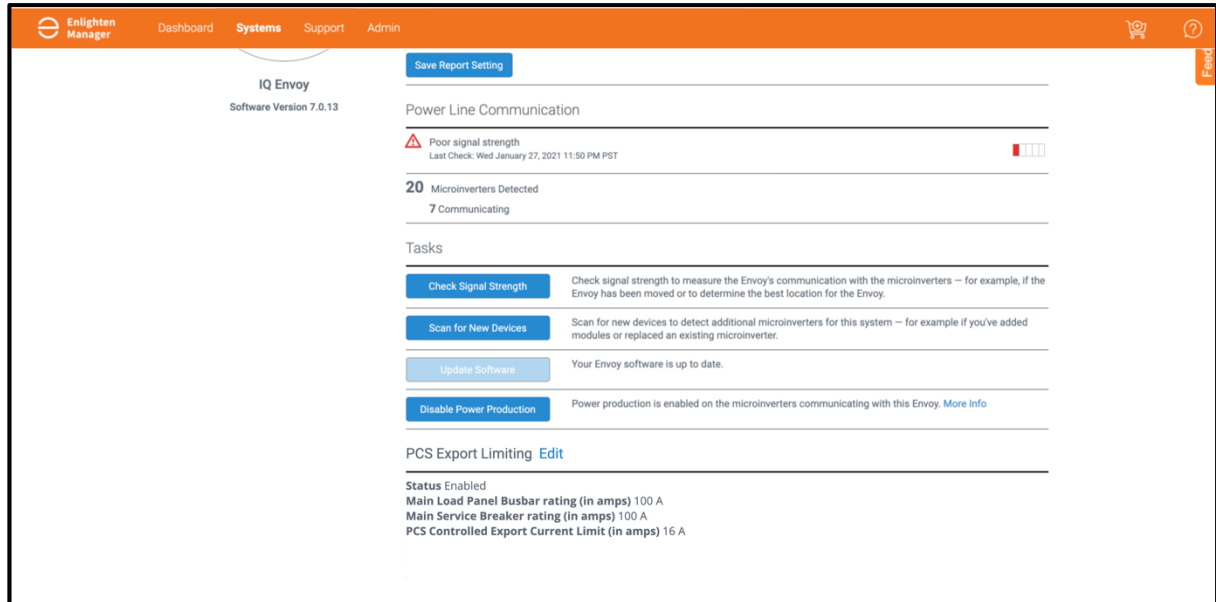 Enlighten
Manager
Dashboard
Systems
Support
Admin
Feed
IQ Envoy
Software Version 7.0.13
Save Report Setting
Power Line Communication
Poor signal strength
Last Check: Wed January 27, 2021 11:50 PM PST
20 Microinverters Detected
7 Communicating
Tasks
Check Signal Strength
Check signal strength to measure the Envoy's communication with the microinverters — for example, if the
Envoy has been moved or to determine the best location for the Envoy.
Scan for New Devices
Scan for new devices to detect additional microinverters for this system — for example if you've added
modules or replaced an existing microinverter.
Update Software
Your Envoy software is up to date.
Disable Power Production
Power production is enabled on the microinverters communicating with this Envoy. More Info
PCS Export Limiting Edit
Status Enabled
Main Load Panel Busbar rating (in amps) 100 A
Main Service Breaker rating (in amps) 100 A
PCS Controlled Export Current Limit (in amps) 16 A